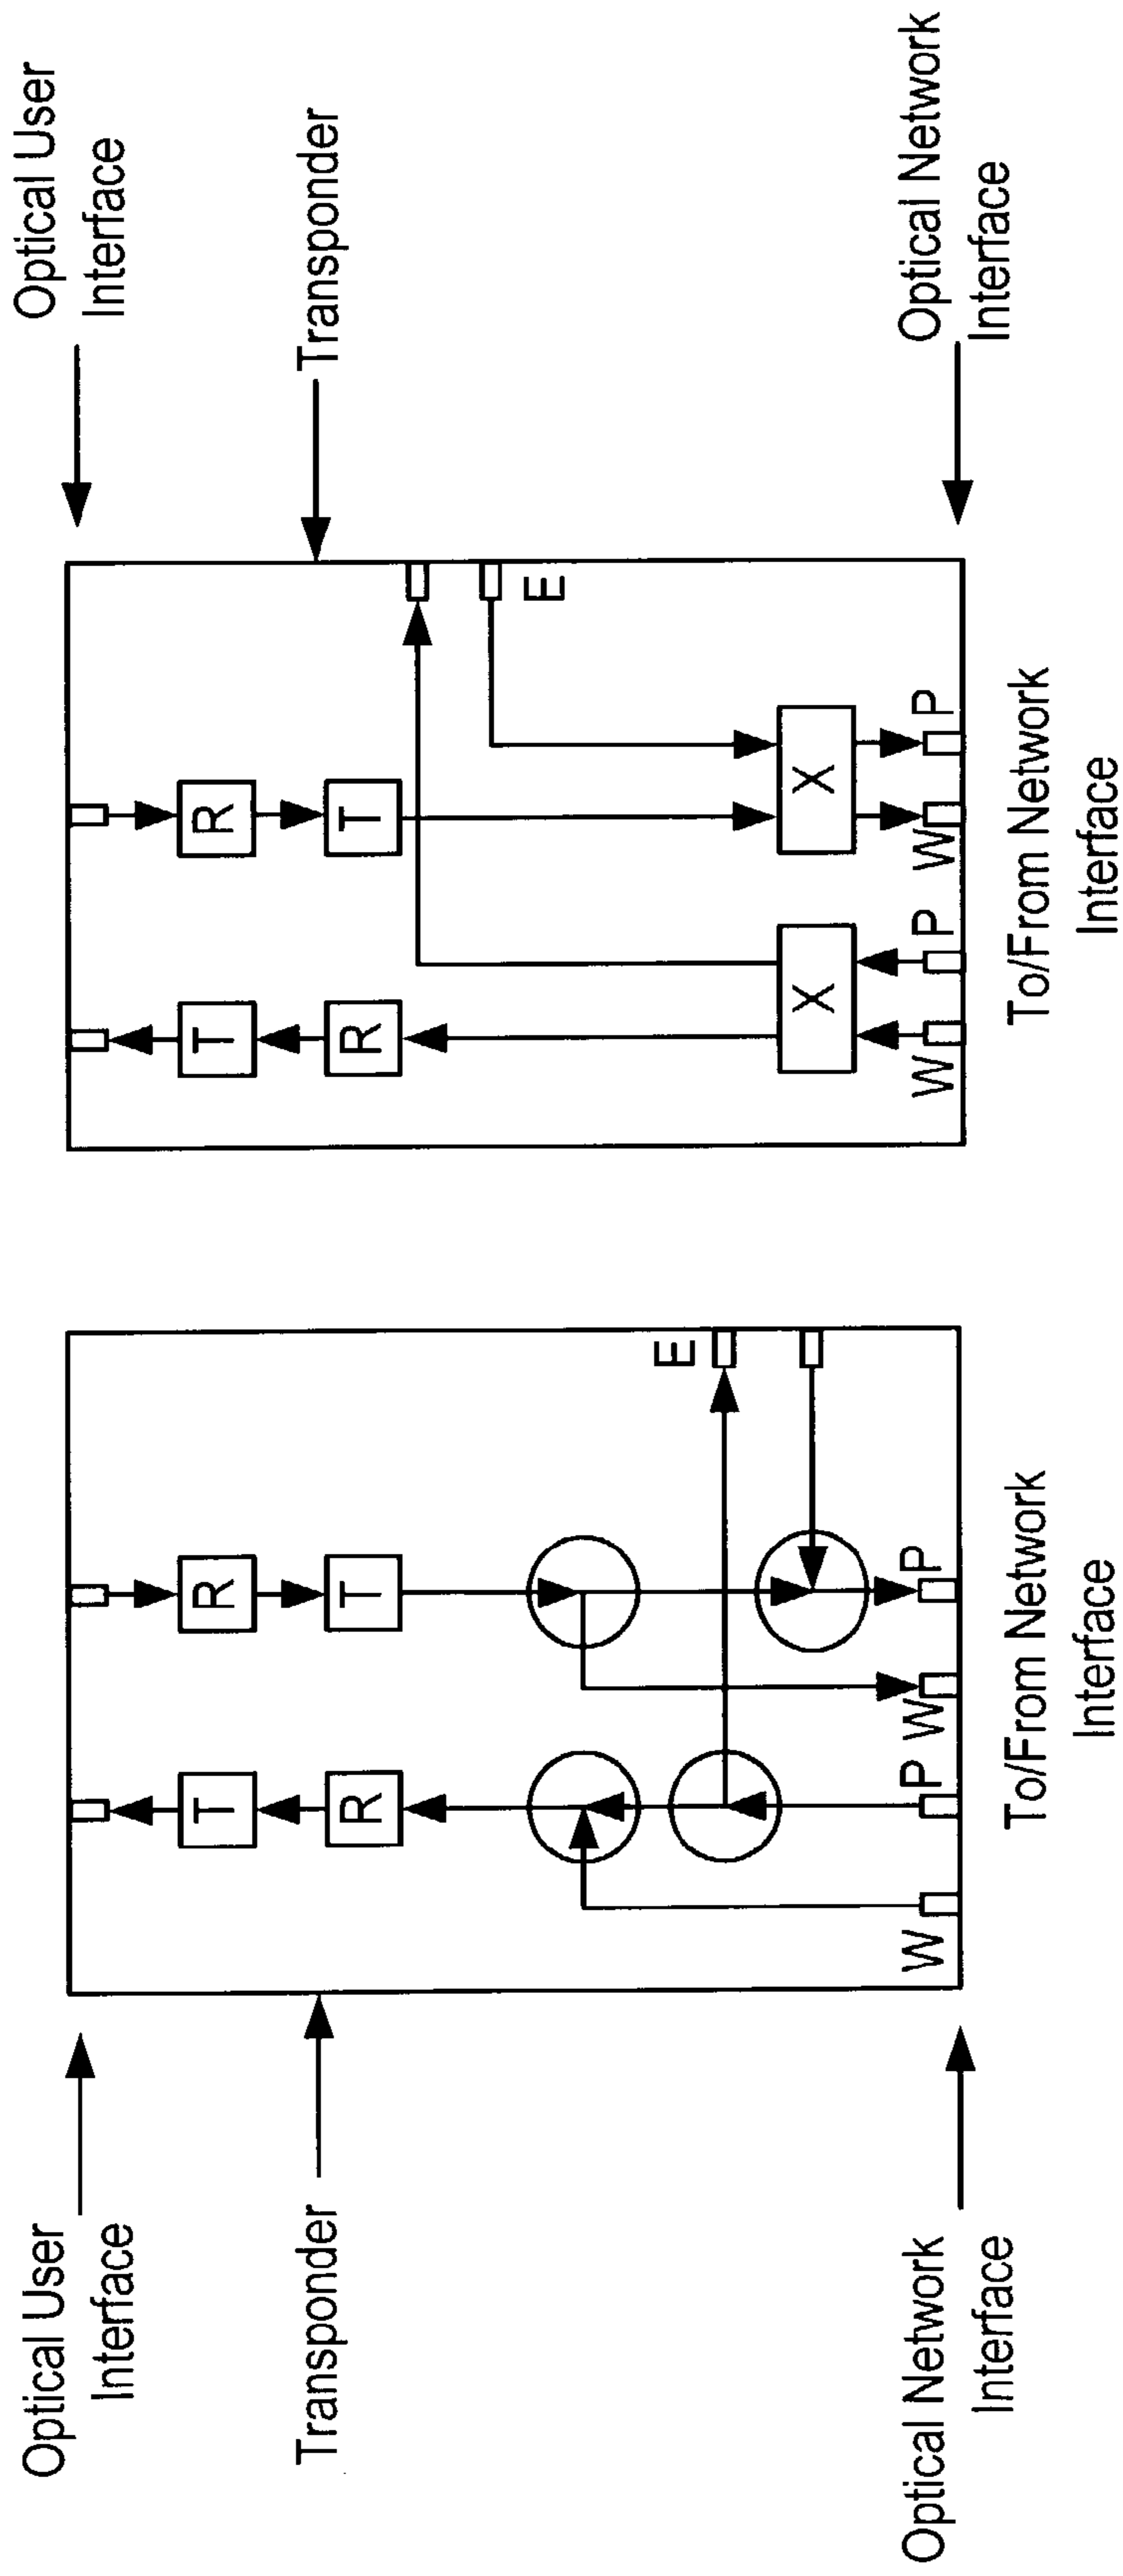 Optical User
Interface
T
R
Transponder
R
T
E
W
P
W
P
Optical Network
Interface
To/From Network
Interface
Optical User
Interface
T
R
Transponder
R
T
E
X
X
W
P
W
P
Optical Network
Interface
To/From Network
Interface